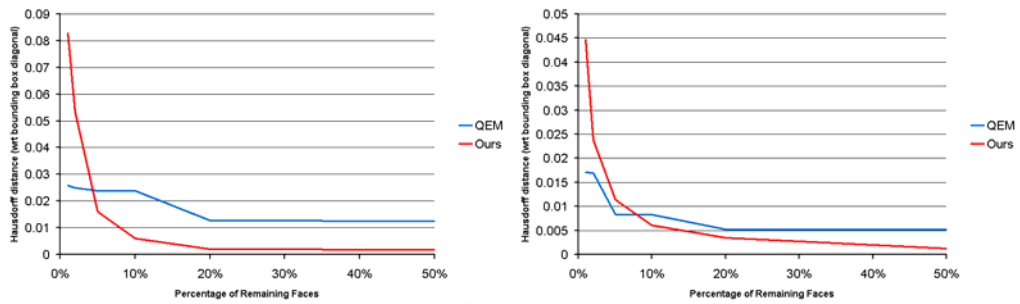 0.09
0.08
0.07
0.06
0.05
0.04
0.03
0.02
0.01
0
Hausdorff distance (wrt bounding box diagonal)
0% 10% 20% 30% 40% 50%
Percentage of Remaining Faces
QEM
Ours
0.05
0.045
0.04
0.035
0.03
0.025
0.02
0.015
0.01
0.005
0
Hausdorff distance (wrt bounding box diagonal)
0% 10% 20% 30% 40% 50%
Percentage of Remaining Faces
QEM
Ours